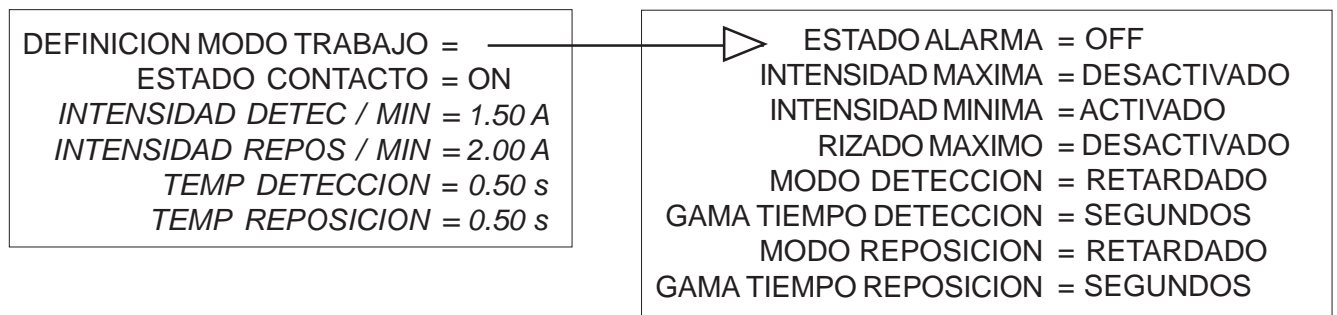 DEFINICION MODO TRABAJO =
ESTADO CONTACTO = ON
INTENSIDAD DETEC / MIN = 1.50 A
INTENSIDAD REPOS / MIN = 2.00 A
TEMP DETECCION = 0.50 s
TEMP REPOSICION = 0.50 s
ESTADO ALARMA = OFF
INTENSIDAD MAXIMA = DESACTIVADO
INTENSIDAD MINIMA = ACTIVADO
RIZADO MAXIMO = DESACTIVADO
MODO DETECCION = RETARDADO
GAMA TIEMPO DETECCION = SEGUNDOS
MODO REPOSICION = RETARDADO
GAMA TIEMPO REPOSICION = SEGUNDOS